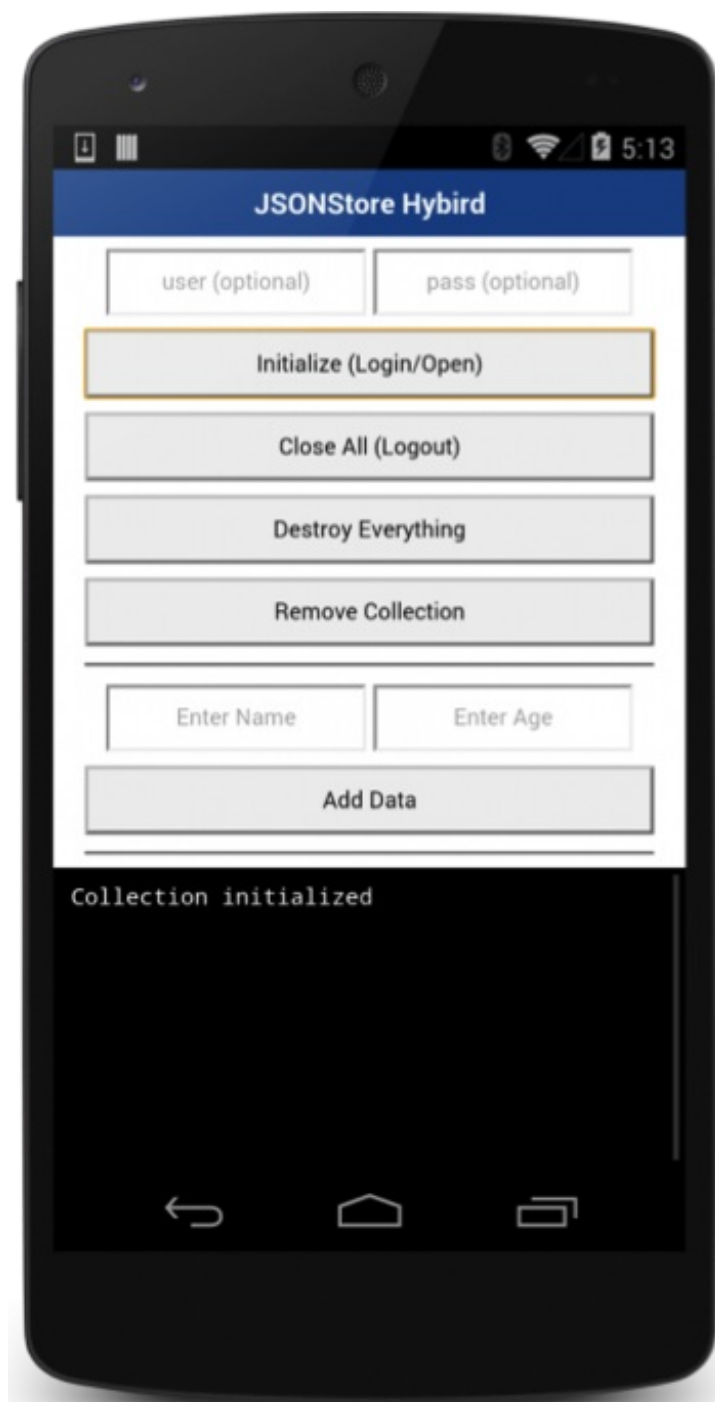 5:13
JSONStore Hybird
user (optional) pass (optional)
Initialize (Login/Open)
Close All (Logout)
Destroy Everything
Remove Collection
Enter Name Enter Age
Add Data
Collection initialized